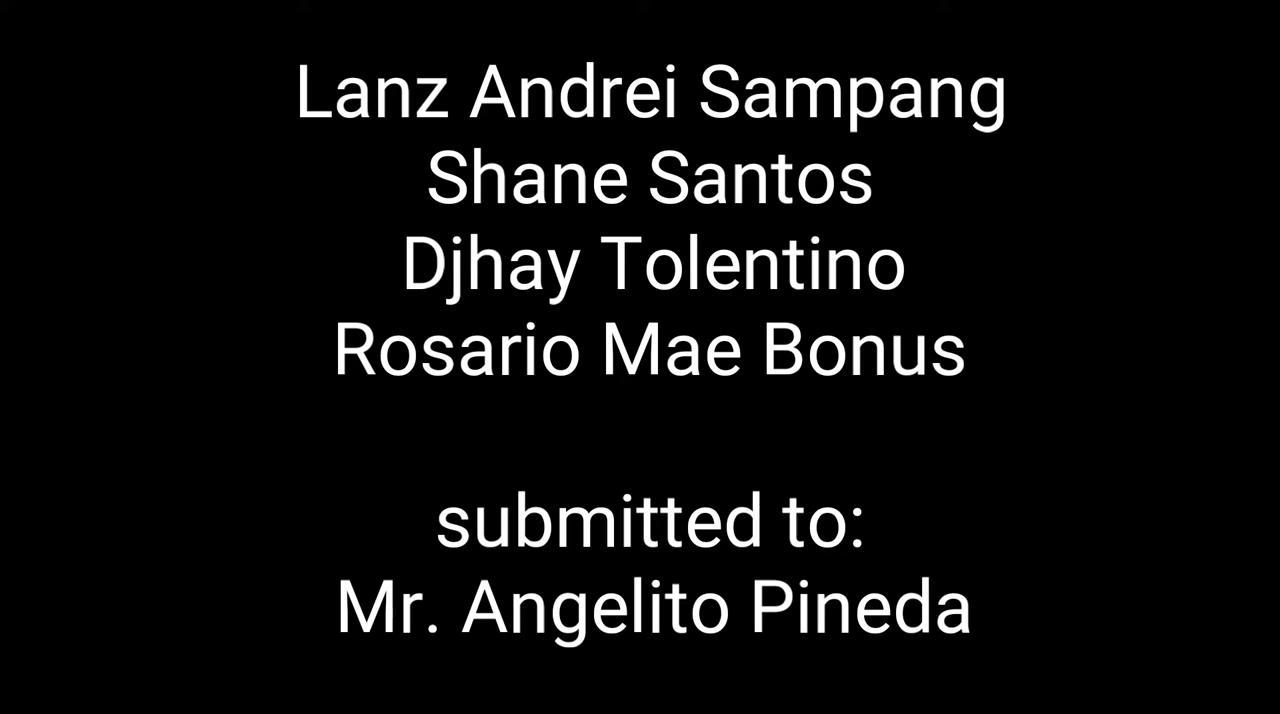 Lanz Andrei Sampang
Shane Santos
Djhay Tolentino
Rosario Mae Bonus
submitted to:
Mr. Angelito Pineda